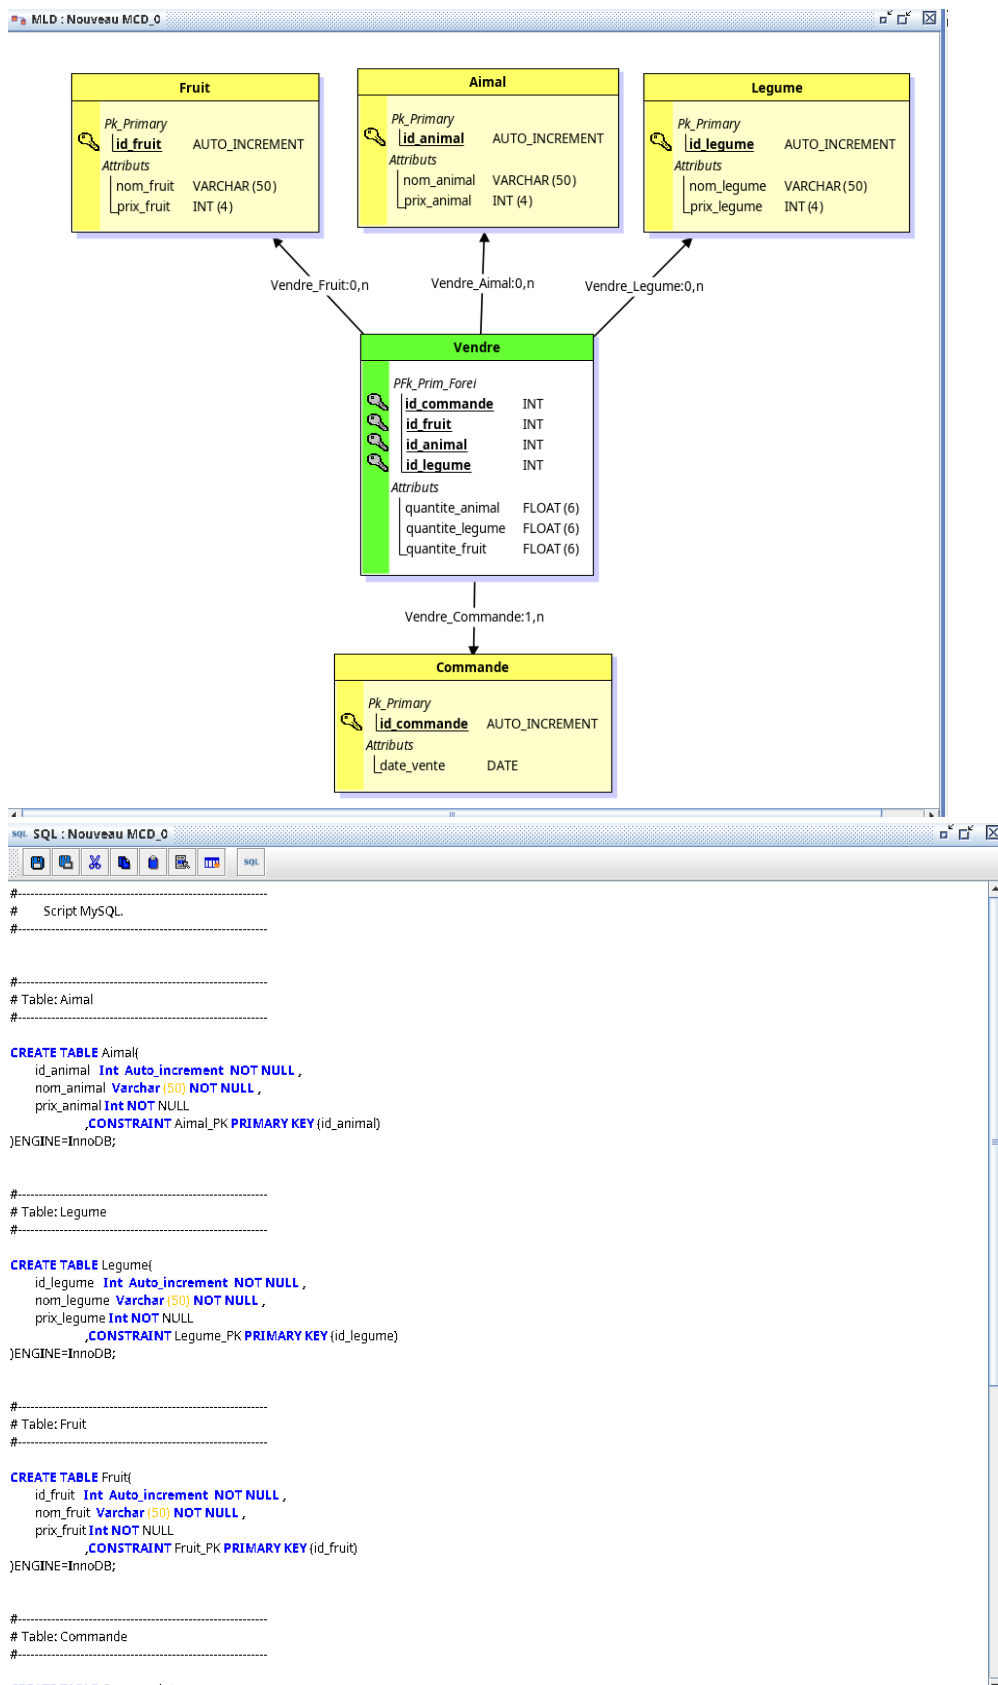 MLD : Nouveau MCD_0
Fruit
Pk_Primary
id_fruit AUTO_INCREMENT
Attributs
nom_fruit VARCHAR (50)
prix_fruit INT (4)
Aimal
Pk_Primary
id_animal AUTO_INCREMENT
Attributs
nom_animal VARCHAR (50)
prix_animal INT (4)
Legume
Pk_Primary
id_legume AUTO_INCREMENT
Attributs
nom_legume VARCHAR (50)
prix_legume INT (4)
Vendre_Fruit:0,n
Vendre_Aimal:0,n
Vendre_Legume:0,n
Vendre
PFk_Prim_Forei
id_commande INT
id_fruit INT
id_animal INT
id_legume INT
Attributs
quantite_animal FLOAT (6)
quantite_legume FLOAT (6)
quantite_fruit FLOAT (6)
Vendre_Commande:1,n
Commande
Pk_Primary
id_commande AUTO_INCREMENT
Attributs
date_vente DATE
SQL SQL : Nouveau MCD_0
SQL
#------------------------------------------------------------
# Script MySQL.
#------------------------------------------------------------
#------------------------------------------------------------
# Table: Aimal
#------------------------------------------------------------
CREATE TABLE Aimal(
id_animal Int Auto_increment NOT NULL ,
nom_animal Varchar (50) NOT NULL ,
prix_animal Int NOT NULL
,CONSTRAINT Aimal_PK PRIMARY KEY (id_animal)
)ENGINE=InnoDB;
#------------------------------------------------------------
# Table: Legume
#------------------------------------------------------------
CREATE TABLE Legume(
id_legume Int Auto_increment NOT NULL ,
nom_legume Varchar (50) NOT NULL ,
prix_legume Int NOT NULL
,CONSTRAINT Legume_PK PRIMARY KEY (id_legume)
)ENGINE=InnoDB;
#------------------------------------------------------------
# Table: Fruit
#------------------------------------------------------------
CREATE TABLE Fruit(
id_fruit Int Auto_increment NOT NULL ,
nom_fruit Varchar (50) NOT NULL ,
prix_fruit Int NOT NULL
,CONSTRAINT Fruit_PK PRIMARY KEY (id_fruit)
)ENGINE=InnoDB;
#------------------------------------------------------------
# Table: Commande
#------------------------------------------------------------